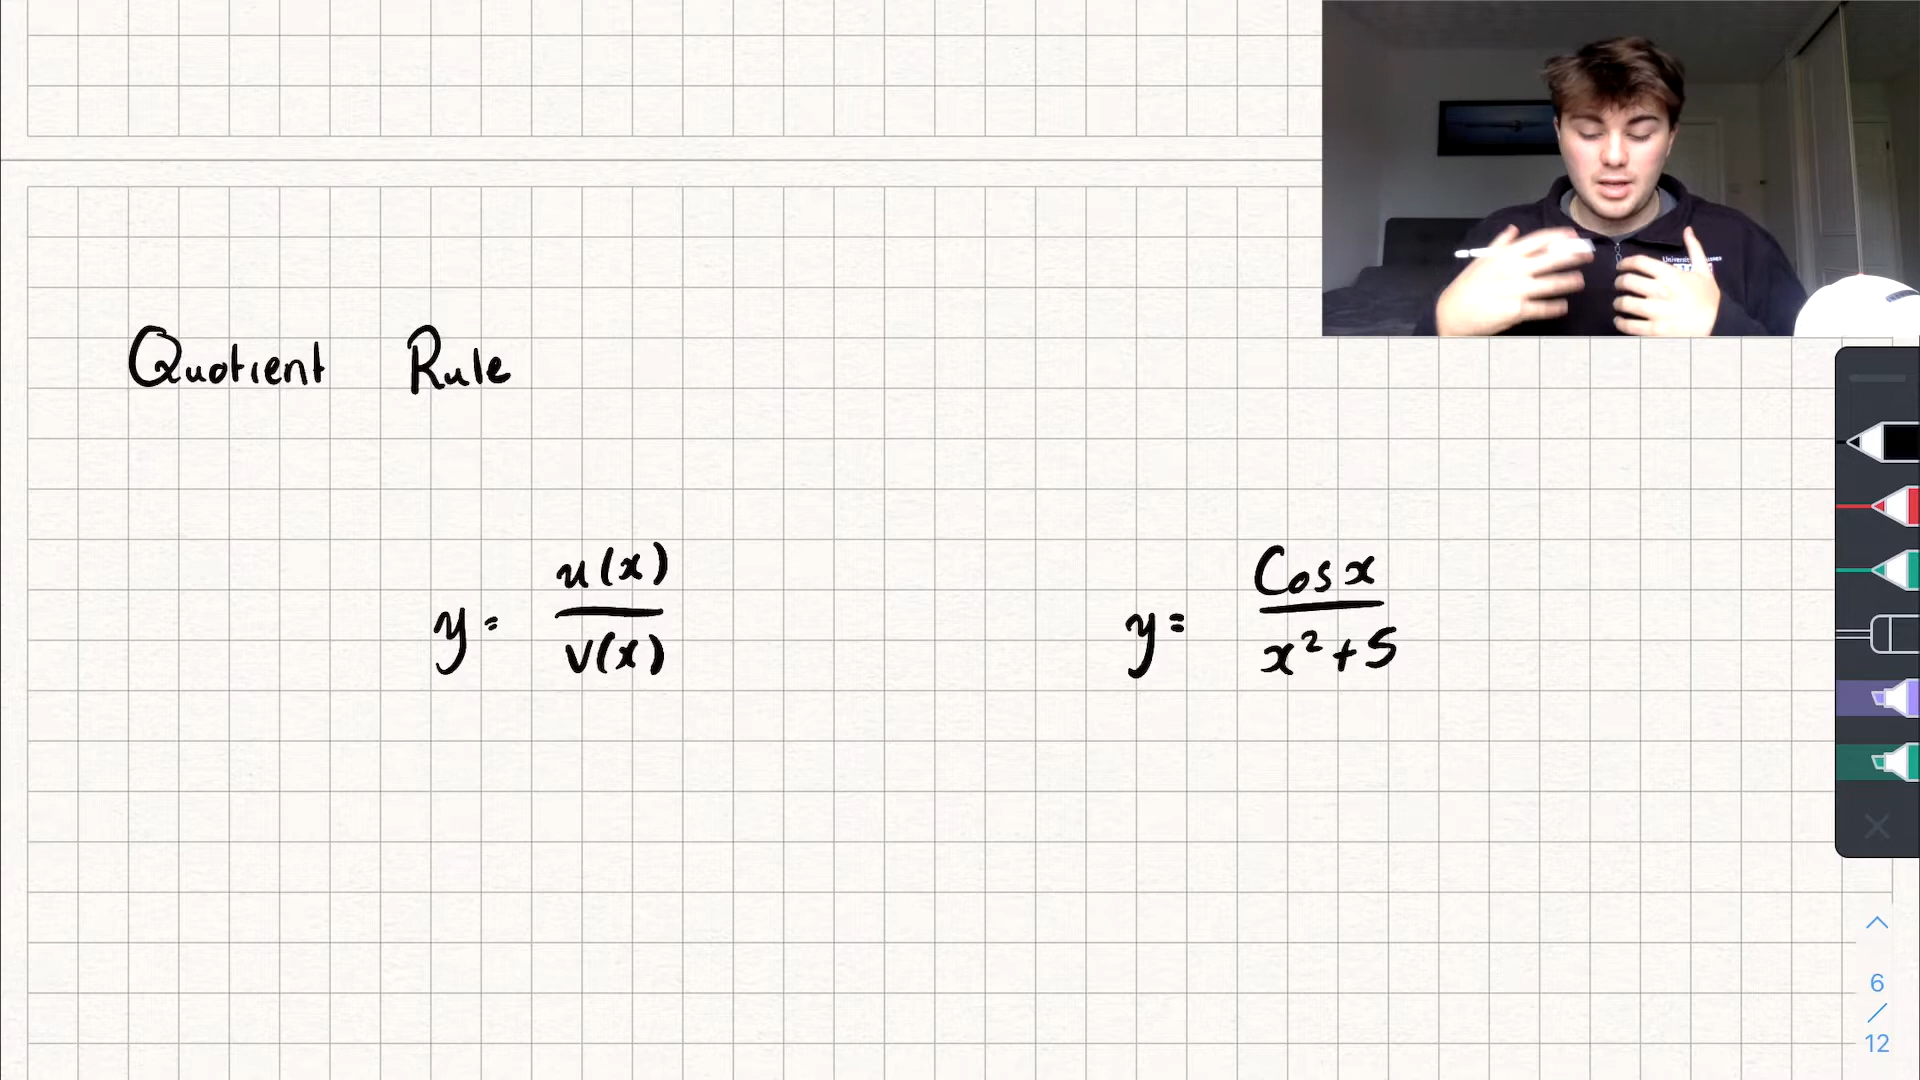 Quotient Rule
y = u(x) / v(x)
y = Cos x / x² + 5
6
/
12